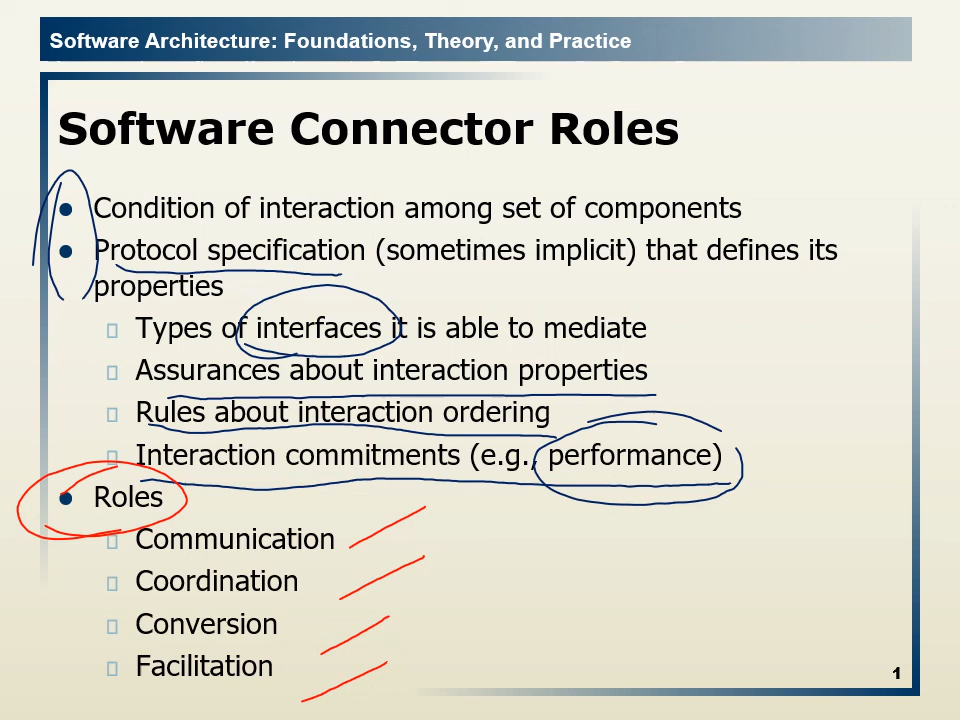 Software Architecture: Foundations, Theory, and Practice
Software Connector Roles
Condition of interaction among set of components
Protocol specification (sometimes implicit) that defines its
properties
Types of interfaces it is able to mediate
Assurances about interaction properties
Rules about interaction ordering
Interaction commitments (e.g., performance)
Roles
Communication
Coordination
Conversion
Facilitation
1